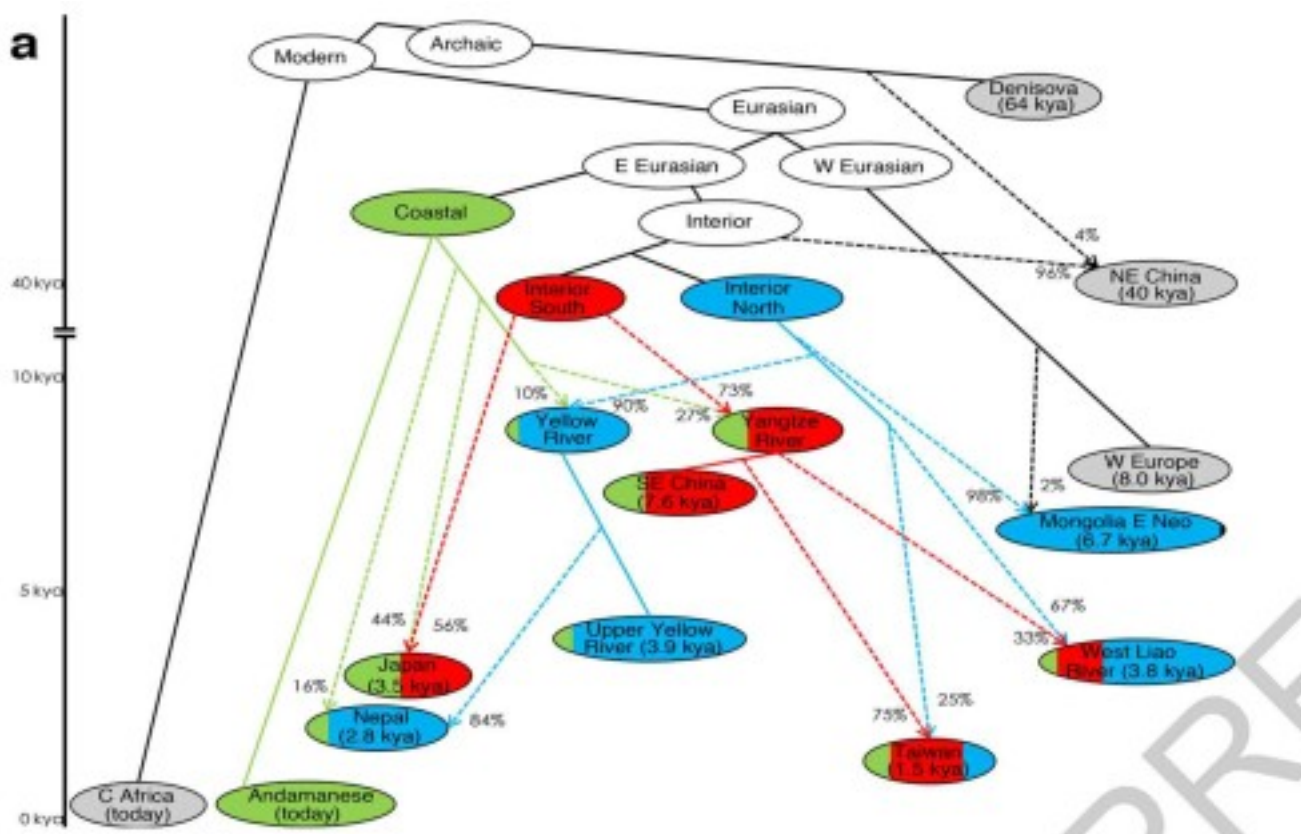 a
Archaic
Modern
Denisova
(64 kya)
Eurasian
E Eurasian
W Eurasian
Coastal
Interior
4%
96%
NE China
(40 kya)
40 kya
Interior
South
Interior
North
10 kya
10%
90%
73%
27%
Yellow
River
Yangtze
River
W Europe
(8.0 kya)
SE China
(7.6 kya)
98%
2%
Mongolia E Neo
(6.7 kya)
5 kya
67%
33%
44%
56%
Upper Yellow
River (3.9 kya)
West Liao
River (3.8 kya)
Japan
(3.5 kya)
16%
Nepal
(2.8 kya)
84%
75%
25%
Taiwan
(1.5 kya)
C Africa
(today)
Andamanese
(today)
0 kya
PRE